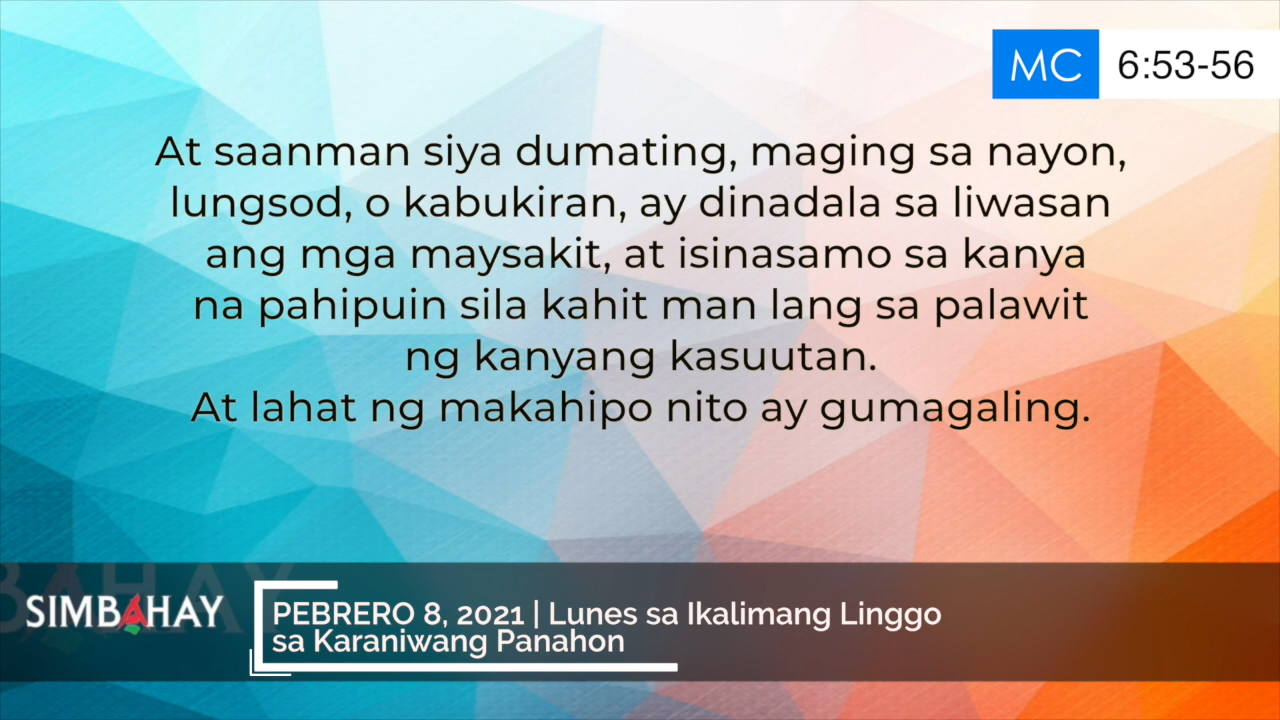 MC 6:53-56
At saanman siya dumating, maging sa nayon,
lungsod, o kabukiran, ay dinadala sa liwasan
ang mga maysakit, at isinasamo sa kanya
na pahipuin sila kahit man lang sa palawit
ng kanyang kasuutan.
At lahat ng makahipo nito ay gumagaling.
SIMBAHAY
PEBRERO 8, 2021 | Lunes sa Ikalimang Linggo
sa Karaniwang Panahon